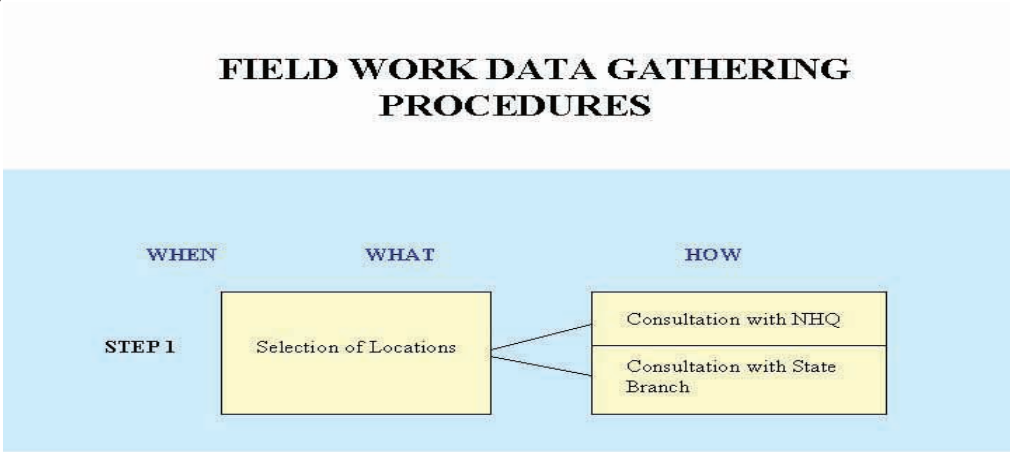 FIELD WORK DATA GATHERING
PROCEDURES
WHEN WHAT HOW
STEP 1
Selection of Locations
Consultation with NHQ
Consultation with State
Branch